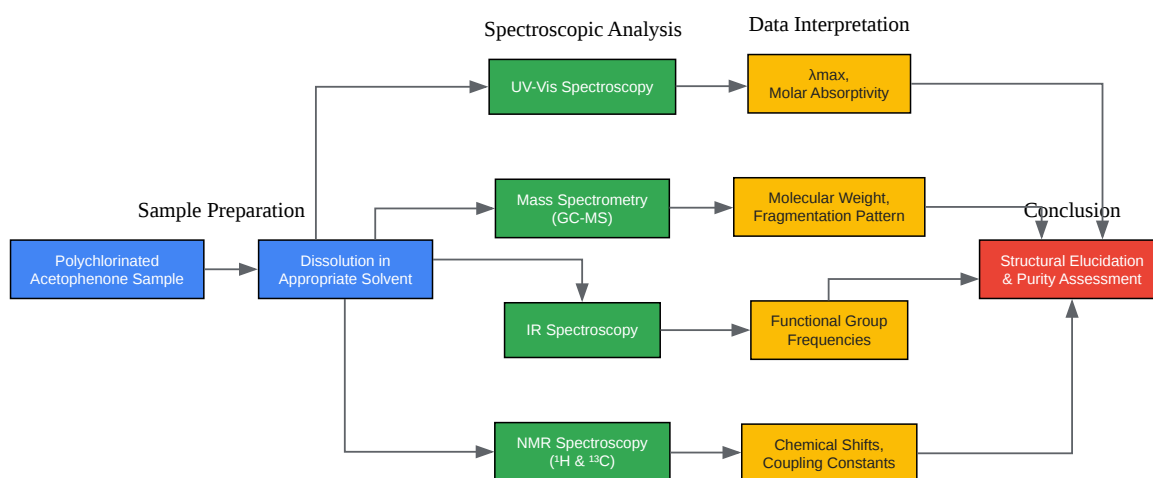 Spectroscopic Analysis
Data Interpretation
UV-Vis Spectroscopy
λmax,
Molar Absorptivity
Sample Preparation
Mass Spectrometry
(GC-MS)
Molecular Weight,
Fragmentation Pattern
Conclusion
Polychlorinated
Acetophenone Sample
Dissolution in
Appropriate Solvent
Structural Elucidation
& Purity Assessment
IR Spectroscopy
Functional Group
Frequencies
NMR Spectroscopy
(¹H & ¹³C)
Chemical Shifts,
Coupling Constants